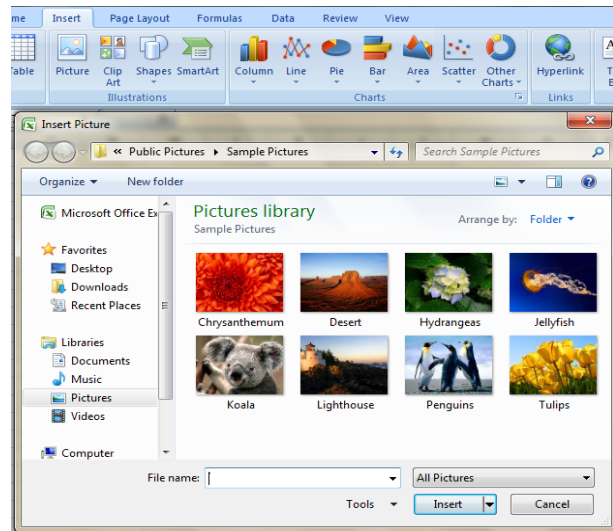 me Insert Page Layout Formulas Data Review View
Table Picture Clip Art Shapes SmartArt Column Line Pie Bar Area Scatter Other Charts Hyperlink
Illustrations Charts Links
Insert Picture
« Public Pictures Sample Pictures Search Sample Pictures
Organize New folder
Microsoft Office Ex
Favorites
Desktop
Downloads
Recent Places
Libraries
Documents
Music
Pictures
Videos
Computer
Pictures library
Sample Pictures
Arrange by: Folder
Chrysanthemum Desert Hydrangeas Jellyfish
Koala Lighthouse Penguins Tulips
File name: All Pictures
Tools Insert Cancel